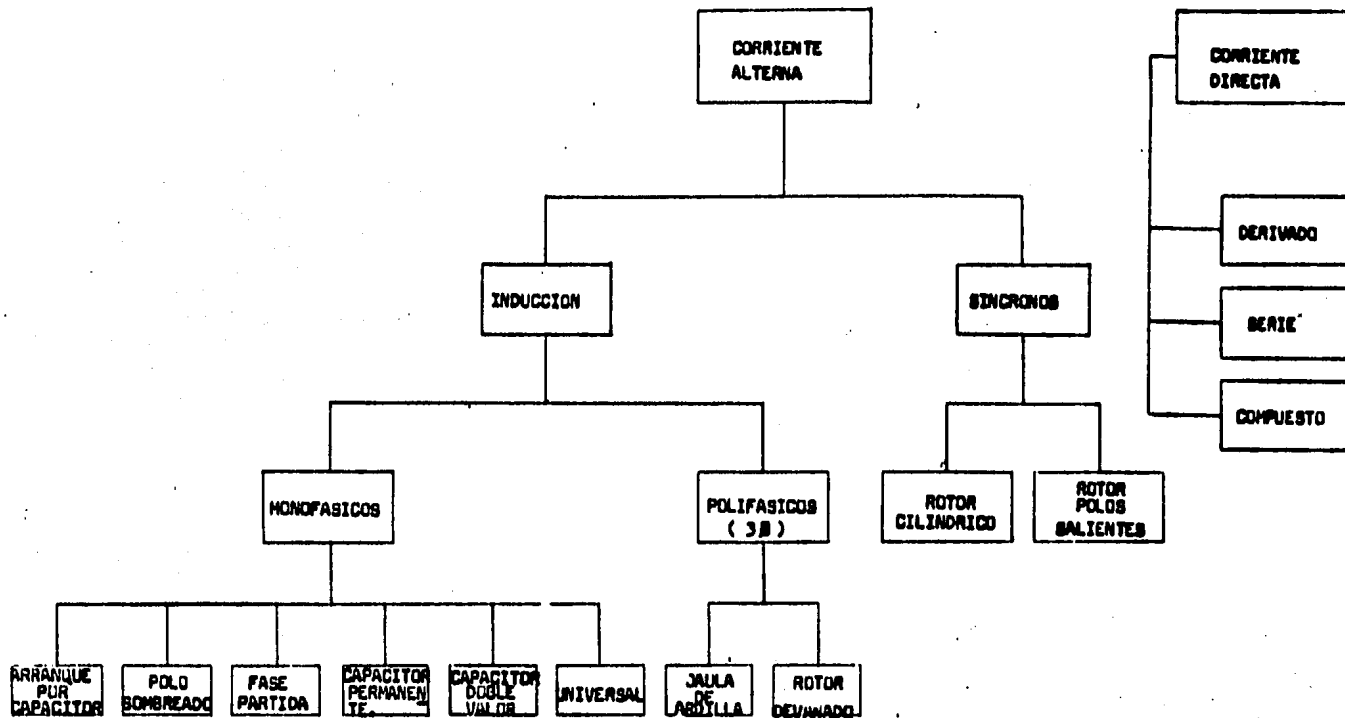 CORRIENTE
ALTERNA
CORRIENTE
DIRECTA
DERIVADO
SERIE
COMPUESTO
INDUCCION
SINCRONOS
MONOFASICOS
POLIFASICOS
( 3Ø )
ROTOR
CILINDRICO
ROTOR
POLOS
SALIENTES
ARRANQUE
POR
CAPACITOR
POLO
SOMBREADO
FASE
PARTIDA
CAPACITOR
PERMANEN
TE.
CAPACITOR
DOBLE
VALOR
UNIVERSAL
JAULA
DE
ARDILLA
ROTOR
DEVANADO